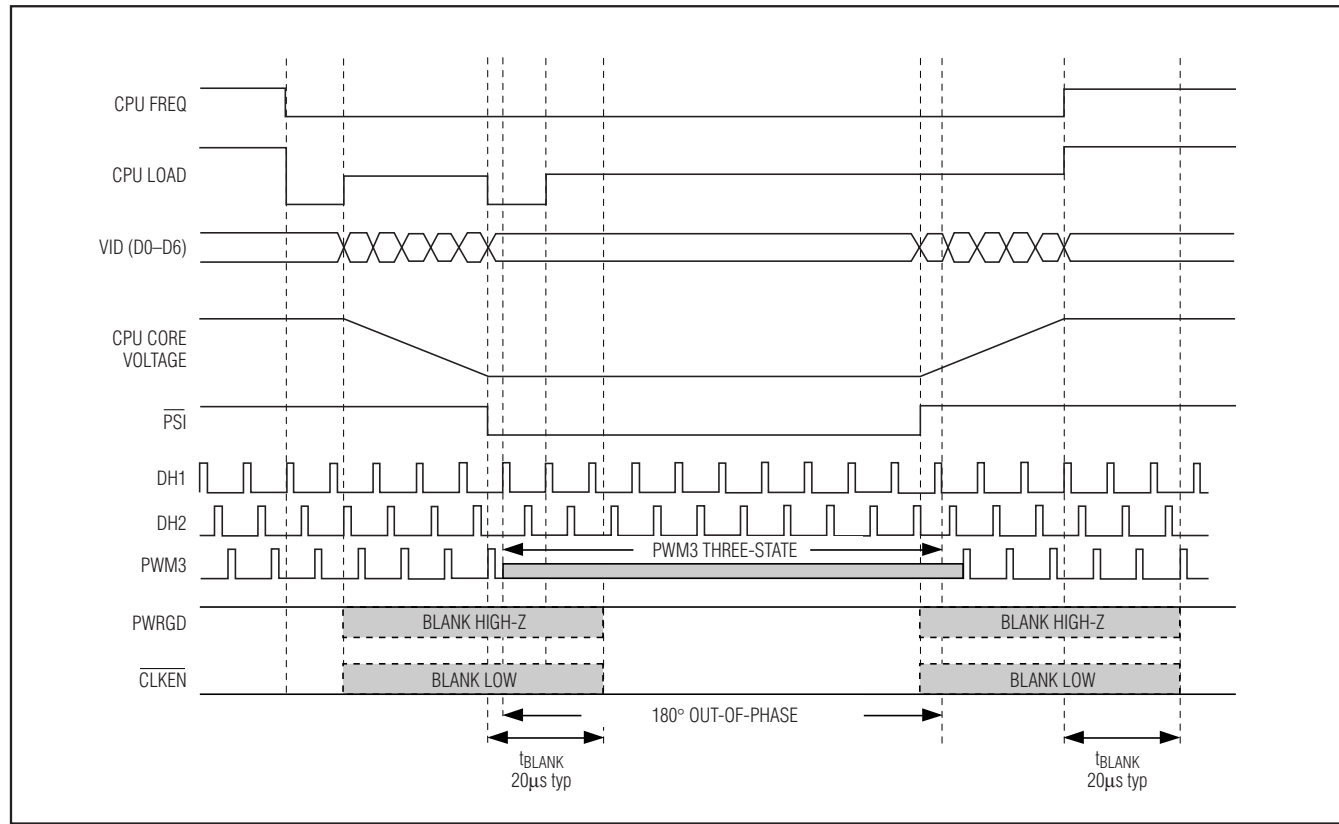 CPU FREQ
CPU LOAD
VID (D0–D6)
CPU CORE
VOLTAGE
PSI
DH1
DH2
PWM3 THREE-STATE
PWM3
PWRGD
BLANK HIGH-Z
BLANK HIGH-Z
CLKEN
BLANK LOW
BLANK LOW
180° OUT-OF-PHASE
tBLANK
20µs typ
tBLANK
20µs typ